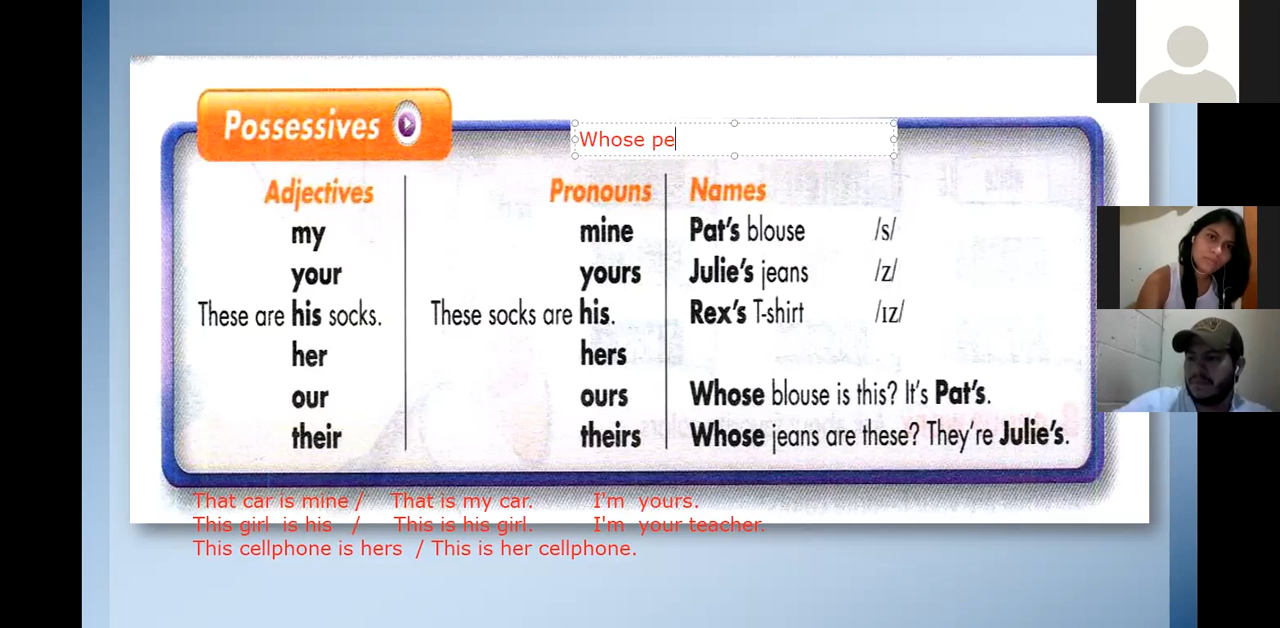 Possessives
Whose pe
Adjectives Pronouns Names
my mine Pat's blouse /s/
your yours Julie's jeans /z/
These are his socks. These socks are his. Rex's T-shirt /ɪz/
her hers
our ours Whose blouse is this? It's Pat's.
their theirs Whose jeans are these? They're Julie's.
That car is mine / That is my car. I'm yours.
This girl is his / This is his girl. I'm your teacher.
This cellphone is hers / This is her cellphone.